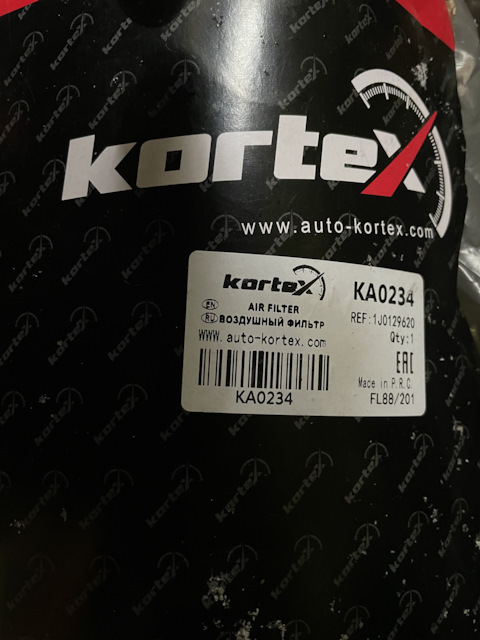 kortex
www.auto-kortex.com
kortex
KA0234
EN AIR FILTER
REF:1J0129620
RU ВОЗДУШНЫЙ ФИЛЬТР
Qty:1
www.auto-kortex.com
EAC
Made in P.R.C.
KA0234
FL88/201